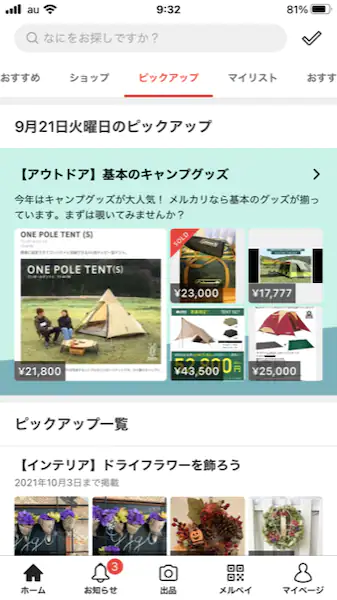 au
9:32
81%
なにをお探しですか？
おすすめ
ショップ
ピックアップ
マイリスト
おすす
9月21日火曜日のピックアップ
【アウトドア】基本のキャンプグッズ
今年はキャンプグッズが大人気！ メルカリなら基本のグッズが揃っ
ています。まずは覗いてみませんか？
ONE POLE TENT(S)
ONE POLE TENT(S)
¥21,800
SOLD
¥23,000
¥17,777
¥43,500
TENT SET
¥25,000
ピックアップ一覧
【インテリア】ドライフラワーを飾ろう
2021年10月3日まで掲載
ホーム
3
お知らせ
出品
メルペイ
マイページ